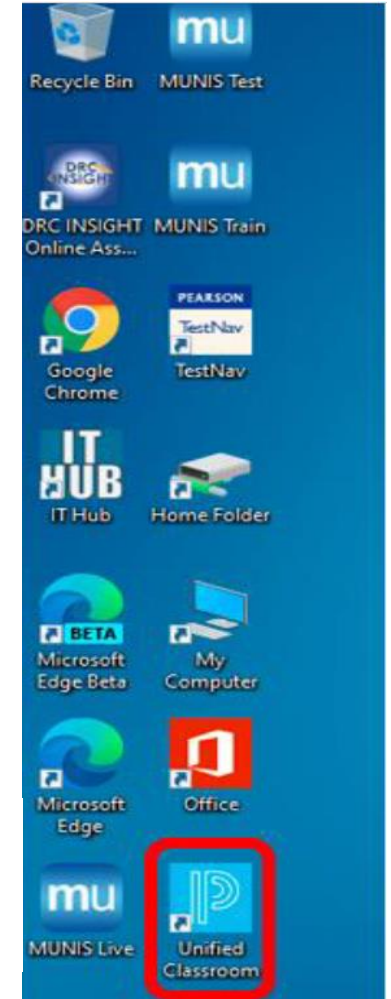 mu
Recycle Bin
MUNIS Test
DRC
INSIGHT
mu
DRC INSIGHT
Online Ass...
MUNIS Train
PEARSON
TestNav
Google
Chrome
TestNav
IT
HUB
IT Hub
Home Folder
BETA
Microsoft
Edge Beta
My
Computer
Microsoft
Edge
Office
mu
MUNIS Live
Unified
Classroom